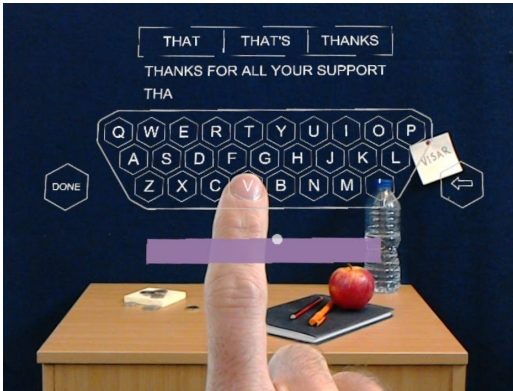 THAT THAT'S THANKS
THANKS FOR ALL YOUR SUPPORT
THA
Q W E R T Y U I O P
A S D F G H J K L
VISAR
DONE
Z X C V B N M